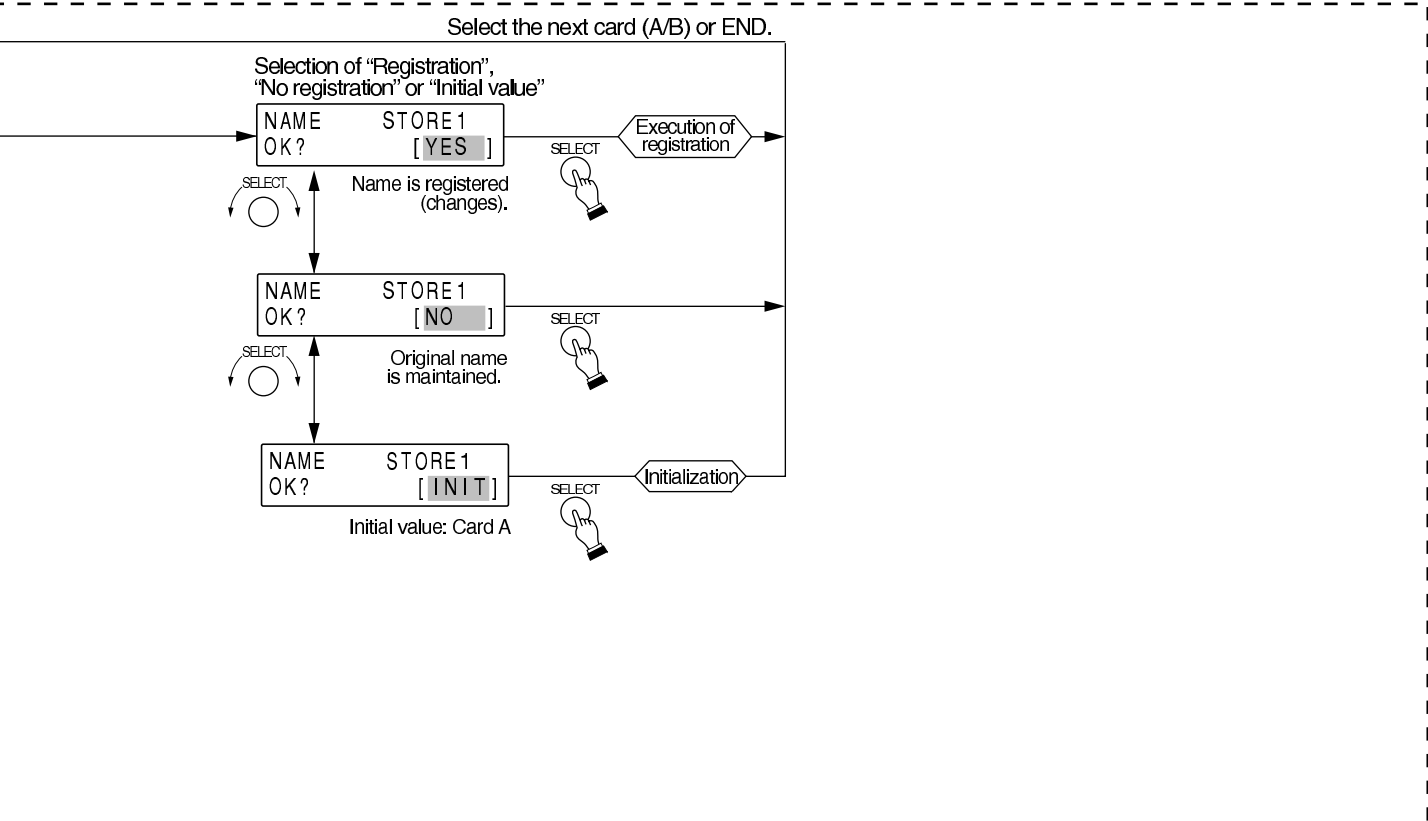 Select the next card (A/B) or END.
Selection of “Registration”,
“No registration” or “Initial value”
NAME STORE1
OK? [YES ]
SELECT
Execution of
registration
SELECT
Name is registered
(changes).
NAME STORE1
OK? [NO ]
SELECT
SELECT
Original name
is maintained.
NAME STORE1
OK? [INIT]
SELECT
Initialization
Initial value: Card A